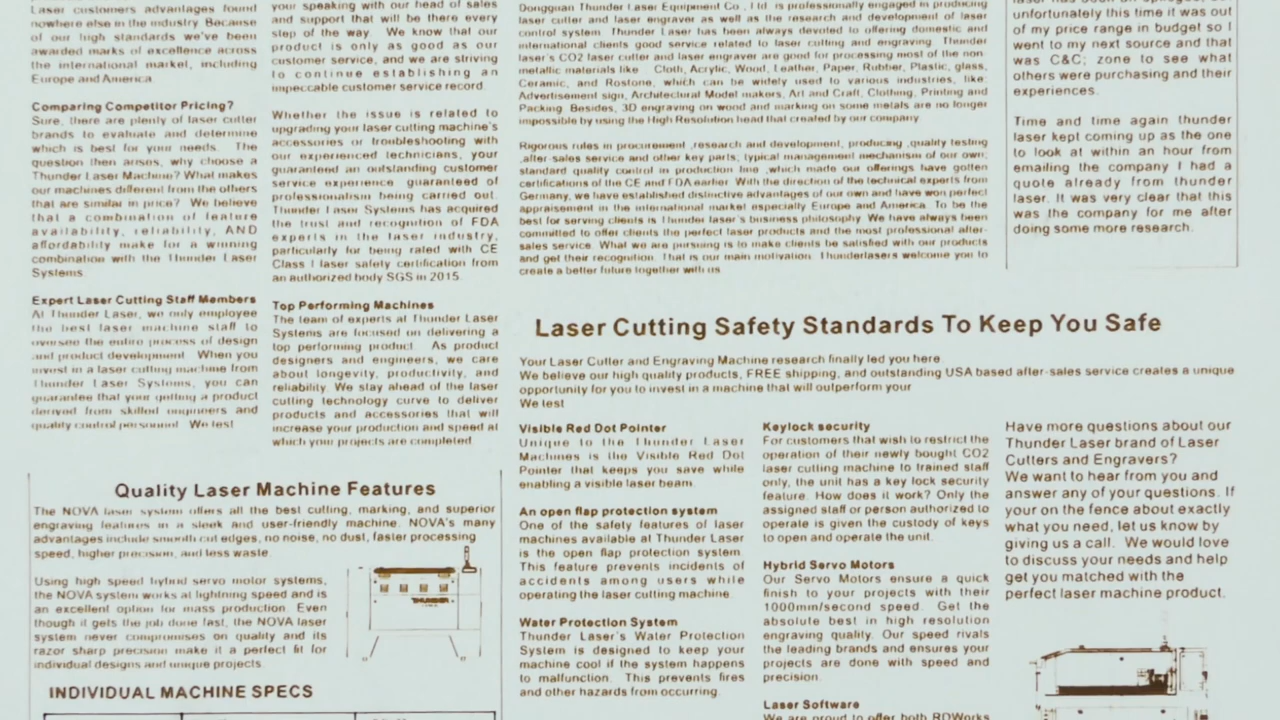 Laser customers advantages found
nowhere else in the industry. Because
of our high standards we've been
awarded marks of excellence across
the international market, including
Europe and America.
Comparing Competitor Pricing?
Sure, there are plenty of laser cutter
brands to evaluate and determine
which is best for your needs. The
question then arises, why choose a
Thunder Laser Machine? What makes
our machines different from the others
that are similar in price? We believe
that a combination of feature
availability, reliability, AND
affordability make for a winning
combination with the Thunder Laser
Systems.
Expert Laser Cutting Staff Members
At Thunder Laser, we only employee
the best laser machine staff to
oversee the entire process of design
and product development. When you
invest in a laser cutting machine from
Thunder Laser Systems, you can
guarantee that your getting a product
derived from skilled engineers and
quality control personnel. We test
your speaking with our head of sales
and support that will be there every
step of the way. We know that our
product is only as good as our
customer service, and we are striving
to continue establishing an
impeccable customer service record.
Whether the issue is related to
upgrading your laser cutting machine's
accessories or troubleshooting with
our experienced technicians, your
guaranteed an outstanding customer
service experience guaranteed of
professionalism being carried out.
Thunder Laser Systems has acquired
the trust and recognition of FDA
experts in the laser industry,
particularly for being rated with CE
Class I laser safety certification from
an authorized body SGS in 2015.
Top Performing Machines
The team of experts at Thunder Laser
Systems are focused on delivering a
top performing product. As product
designers and engineers, we care
about longevity, productivity, and
reliability. We stay ahead of the laser
cutting technology curve to deliver
products and accessories that will
increase your production and speed at
which your projects are completed.
Dongguan Thunder Laser Equipment Co., Ltd. is professionally engaged in producing
laser cutter and laser engraver as well as the research and development of laser
control system. Thunder Laser has been always devoted to offering domestic and
international clients good service related to laser cutting and engraving. Thunder
laser's CO2 laser cutter and laser engraver are good for processing most of the non-
metallic materials like Cloth, Acrylic, Wood, Leather, Paper, Rubber, Plastic, glass,
Ceramic, and Rostone, which can be widely used to various industries, like:
Advertisement sign, Architectural Model makers, Art and Craft, Clothing, Printing and
Packing. Besides, 3D engraving on wood and marking on some metals are no longer
impossible by using the High Resolution head that created by our company.
Rigorous rules in procurement ,research and development, producing ,quality testing
,after-sales service and other key parts; typical management mechanism of our own;
standard quality control in production line ,which made our offerings have gotten
certifications of the CE and FDA earlier. With the direction of the technical experts from
Germany, we have established distinctive advantages of our own and have won perfect
appraisement in the international market especially Europe and America. To be the
best for serving clients is Thunder laser's business philosophy. We have always been
committed to offer clients the perfect laser products and the most professional after-
sales service. What we are pursuing is to make clients be satisfied with our products
and get their recognition. That is our main motivation. Thunderlasers welcome you to
create a better future together with us.
unfortunately this time it was out
of my price range in budget so I
went to my next source and that
was C&C; zone to see what
others were purchasing and their
experiences.
Time and time again thunder
laser kept coming up as the one
to look at within an hour from
emailing the company I had a
quote already from thunder
laser. It was very clear that this
was the company for me after
doing some more research.
Laser Cutting Safety Standards To Keep You Safe
Your Laser Cutter and Engraving Machine research finally led you here.
We believe our high quality products, FREE shipping, and outstanding USA based after-sales service creates a unique
opportunity for you to invest in a machine that will outperform your
We test
Visible Red Dot Pointer
Unique to the Thunder Laser
Machines is the Visible Red Dot
Pointer that keeps you save while
enabling a visible laser beam.
An open flap protection system
One of the safety features of laser
machines available at Thunder Laser
is the open flap protection system.
This feature prevents incidents of
accidents among users while
operating the laser cutting machine.
Water Protection System
Thunder Laser's Water Protection
System is designed to keep your
machine cool if the system happens
to malfunction. This prevents fires
and other hazards from occurring.
Keylock security
For customers that wish to restrict the
operation of their newly bought CO2
laser cutting machine to trained staff
only, the unit has a key lock security
feature. How does it work? Only the
assigned staff or person authorized to
operate is given the custody of keys
to open and operate the unit.
Hybrid Servo Motors
Our Servo Motors ensure a quick
finish to your projects with their
1000mm/second speed. Get the
absolute best in high resolution
engraving quality. Our speed rivals
the leading brands and ensures your
projects are done with speed and
precision.
Laser Software
We are proud to offer both RDWorks
Have more questions about our
Thunder Laser brand of Laser
Cutters and Engravers?
We want to hear from you and
answer any of your questions. If
your on the fence about exactly
what you need, let us know by
giving us a call. We would love
to discuss your needs and help
get you matched with the
perfect laser machine product.
Quality Laser Machine Features
The NOVA laser system offers all the best cutting, marking, and superior
engraving features in a sleek and user-friendly machine. NOVA's many
advantages include smooth cut edges, no noise, no dust, faster processing
speed, higher precision, and less waste.
Using high speed hybrid servo motor systems,
the NOVA system works at lightning speed and is
an excellent option for mass production. Even
though it gets the job done fast, the NOVA laser
system never compromises on quality and its
razor sharp precision make it a perfect fit for
individual designs and unique projects.
THUNDER
INDIVIDUAL MACHINE SPECS